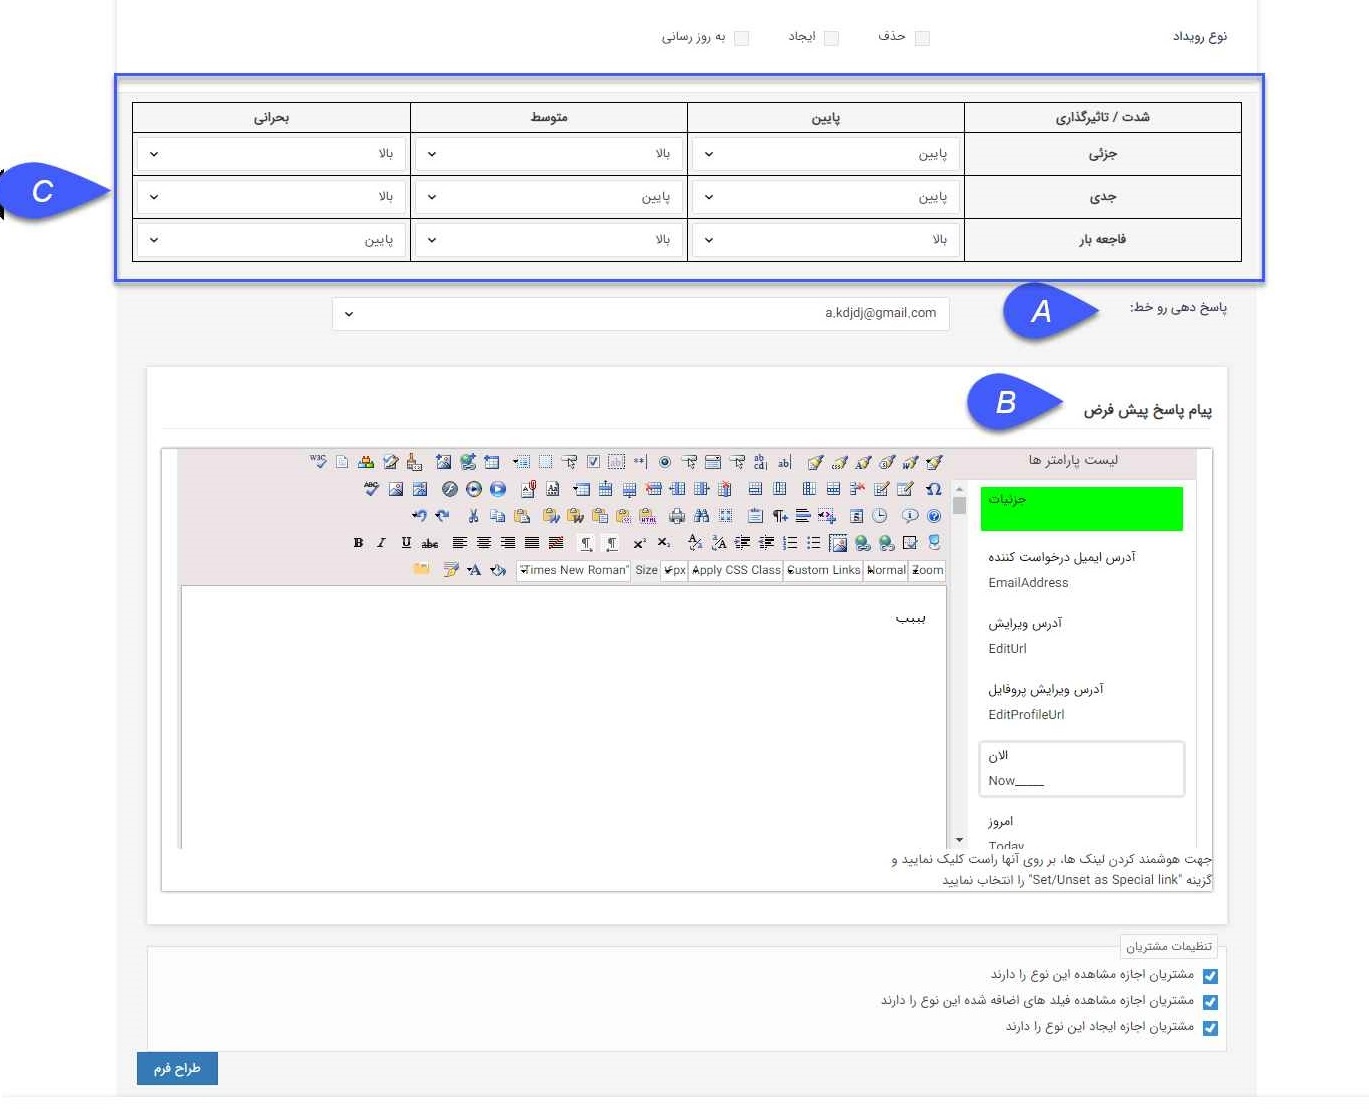 نوع رویداد حذف ایجاد به روز رسانی
شدت / تاثیرگذاری پایین متوسط بحرانی
جزئی پایین بالا بالا
جدی پایین پایین بالا
فاجعه بار بالا بالا پایین
C
پاسخ دهی رو خط: A a.kdjdj@gmail.com
B
پیام پاسخ پیش فرض
لیست پارامتر ها
جزئیات
آدرس ایمیل درخواست کننده
EmailAddress
آدرس ویرایش
EditUrl
آدرس ویرایش پروفایل
EditProfileUrl
الان
Now_____
امروز
Today
"Times New Roman" Size px Apply CSS Class Custom Links Normal Zoom
بببب
جهت هوشمند کردن لینک ها، بر روی آنها راست کلیک نمایید و
گزینه "Set/Unset as Special link" را انتخاب نمایید
تنظیمات مشتریان
مشتریان اجازه مشاهده این نوع را دارند
مشتریان اجازه مشاهده فیلد های اضافه شده این نوع را دارند
مشتریان اجازه ایجاد این نوع را دارند
طراح فرم